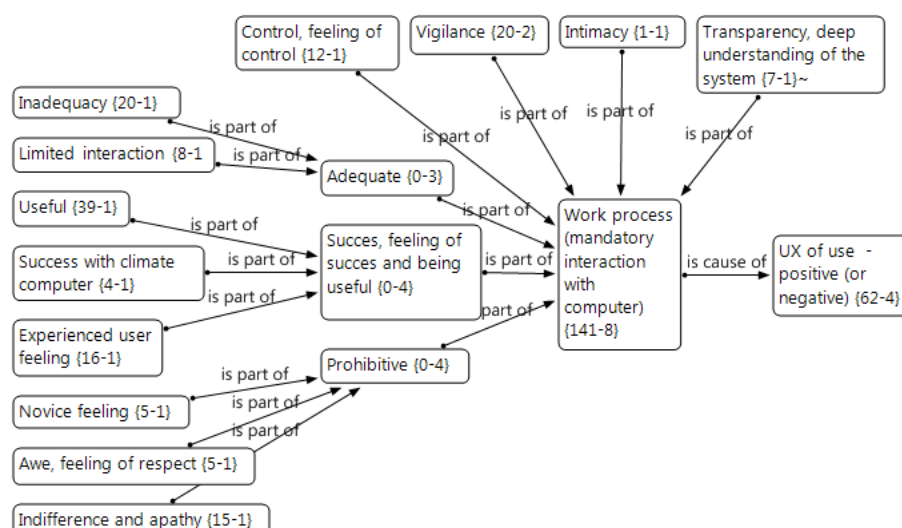 Control, feeling of
control {12-1}
Vigilance {20-2}
Intimacy {1-1}
Transparency, deep
understanding of the
system {7-1}~
Inadequacy {20-1}
is part of
is part of
is part of
is part of
Limited interaction {8-1
is part of
Adequate {0-3}
is part of
Useful {39-1}
is part of
Success with climate
computer {4-1}
is part of
Succes, feeling of
succes and being
useful {0-4}
is part of
Work process
(mandatory
interaction
with
computer)
{141-8}
is cause of
UX of use -
positive (or
negative) {62-4}
Experienced user
feeling {16-1}
is part of
part of
Prohibitive {0-4}
is part of
Novice feeling {5-1}
is part of
is part of
Awe, feeling of respect {5-1}
Indifference and apathy {15-1}